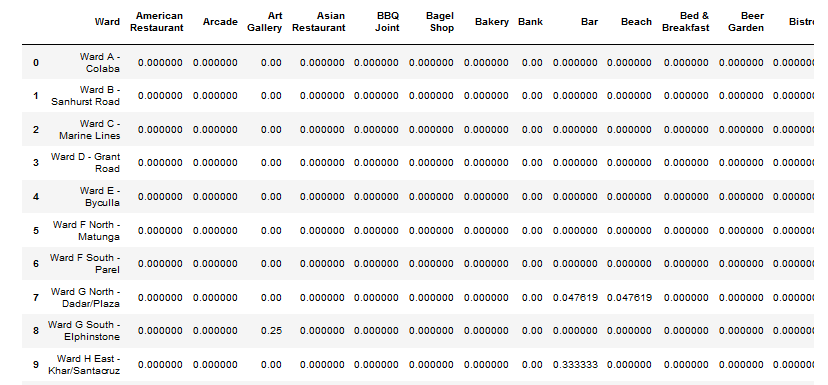 Ward American Restaurant Arcade Art Gallery Asian Restaurant BBQ Joint Bagel Shop Bakery Bank Bar Beach Bed & Breakfast Beer Garden Bistro
0 Ward A - Colaba 0.000000 0.000000 0.00 0.000000 0.000000 0.000000 0.000000 0.00 0.000000 0.000000 0.000000 0.000000 0.00000
1 Ward B - Sanhurst Road 0.000000 0.000000 0.00 0.000000 0.000000 0.000000 0.000000 0.00 0.000000 0.000000 0.000000 0.000000 0.00000
2 Ward C - Marine Lines 0.000000 0.000000 0.00 0.000000 0.000000 0.000000 0.000000 0.00 0.000000 0.000000 0.000000 0.000000 0.00000
3 Ward D - Grant Road 0.000000 0.000000 0.00 0.000000 0.000000 0.000000 0.000000 0.00 0.000000 0.000000 0.000000 0.000000 0.00000
4 Ward E - Byculla 0.000000 0.000000 0.00 0.000000 0.000000 0.000000 0.000000 0.00 0.000000 0.000000 0.000000 0.000000 0.00000
5 Ward F North - Matunga 0.000000 0.000000 0.00 0.000000 0.000000 0.000000 0.000000 0.00 0.000000 0.000000 0.000000 0.000000 0.00000
6 Ward F South - Parel 0.000000 0.000000 0.00 0.000000 0.000000 0.000000 0.000000 0.00 0.000000 0.000000 0.000000 0.000000 0.00000
7 Ward G North - Dadar/Plaza 0.000000 0.000000 0.00 0.000000 0.000000 0.000000 0.000000 0.00 0.047619 0.047619 0.000000 0.000000 0.00000
8 Ward G South - Elphinstone 0.000000 0.000000 0.25 0.000000 0.000000 0.000000 0.000000 0.00 0.000000 0.000000 0.000000 0.000000 0.00000
9 Ward H East - Khar/Santacruz 0.000000 0.000000 0.00 0.000000 0.000000 0.000000 0.000000 0.00 0.333333 0.000000 0.000000 0.000000 0.00000